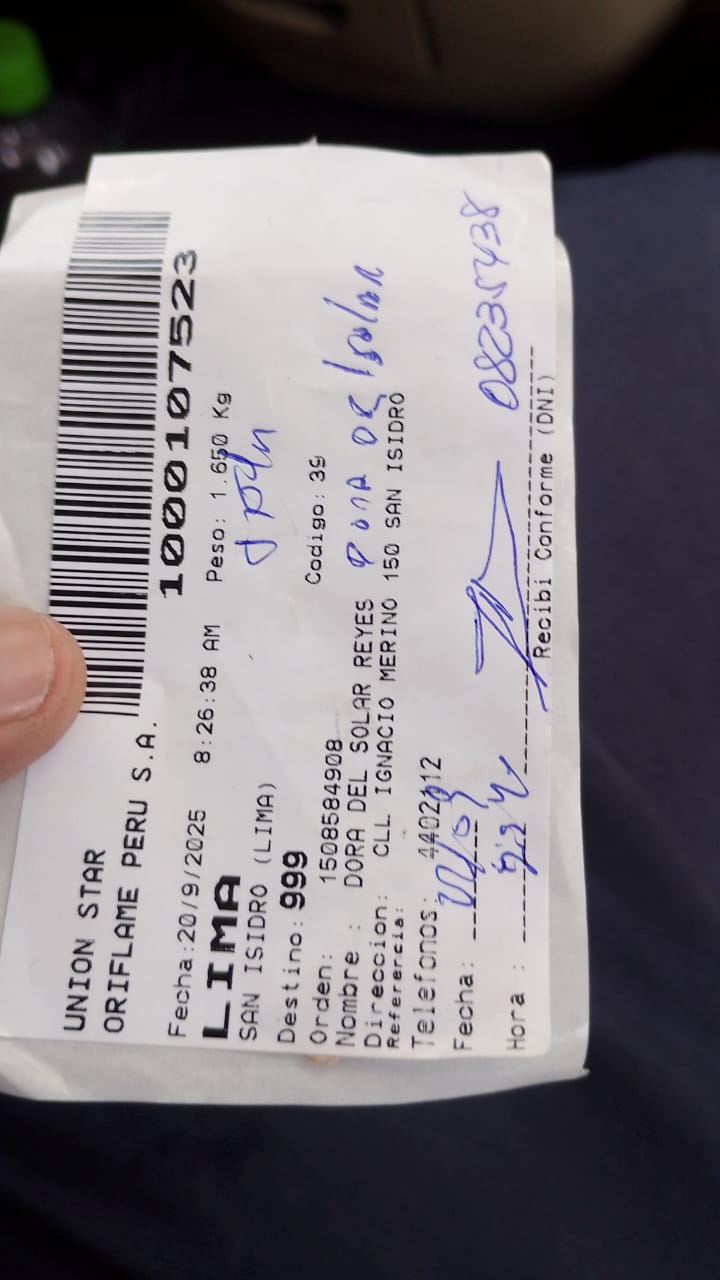 UNION STAR
ORIFLAME PERU S.A.
1000107523
Fecha:20/9/2025 8:26:38 AM Peso: 1.650 Kg
LIMA
SAN ISIDRO (LIMA)
Destino: 999 Codigo: 39
Orden: 1508584908
Nombre : DORA DEL SOLAR REYES
Direccion: CLL. IGNACIO MERINO 150 SAN ISIDRO
Referencia:
Telefonos: 4402112
Fecha:
Hora : 08235438
Recibi Conforme (DNI)